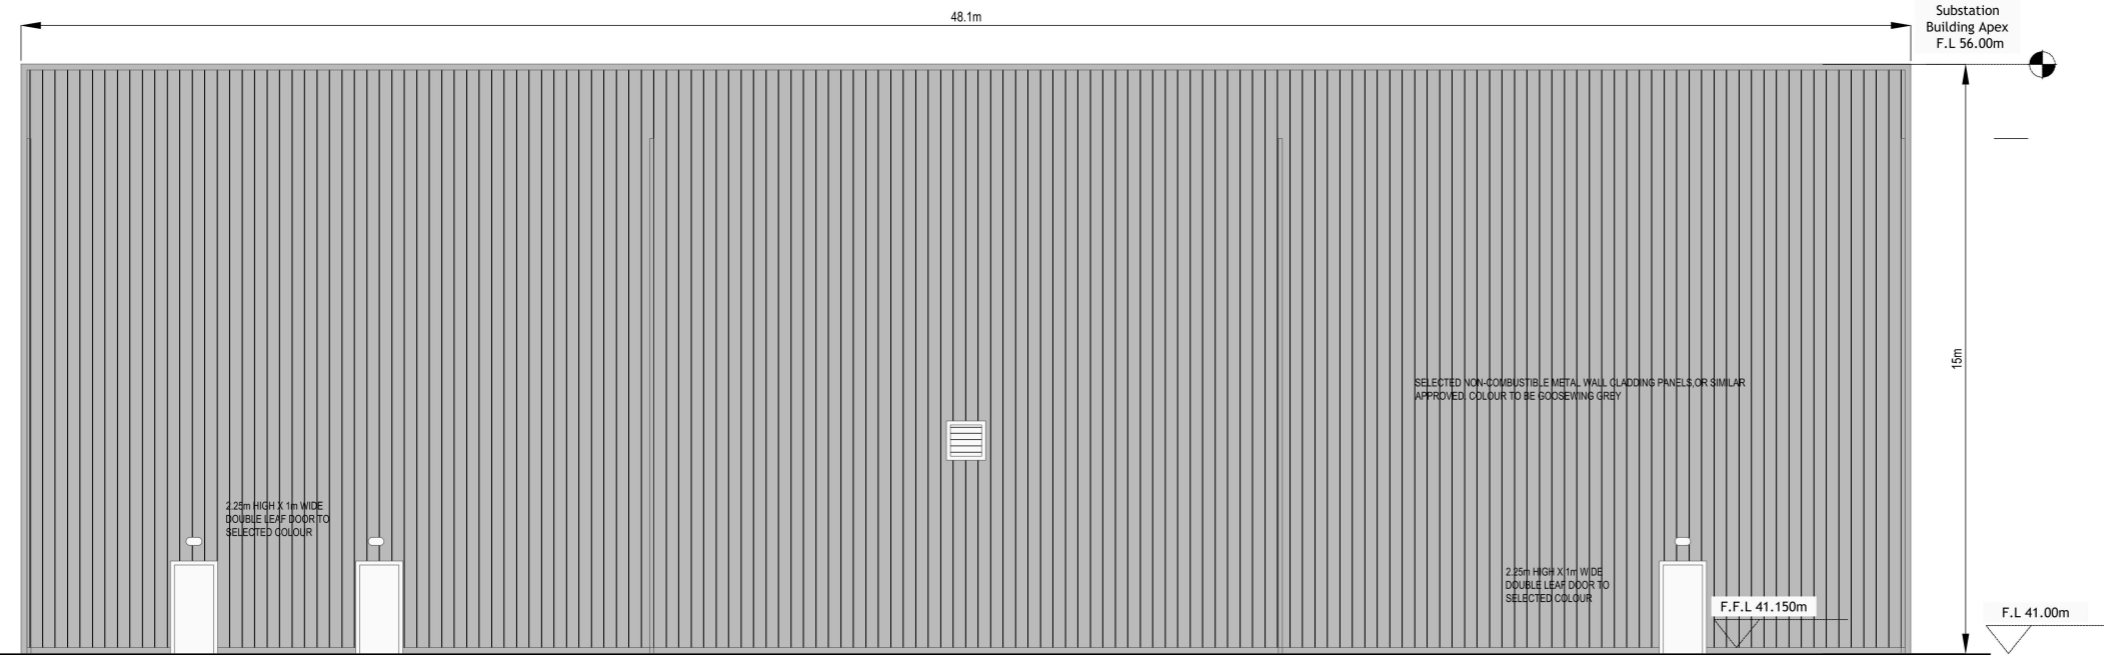 48.1m
Substation
Building Apex
F.L 56.00m
15m
SELECTED NON-COMBUSTIBLE METAL WALL CLADDING PANELS,OR SIMILAR
APPROVED. COLOUR TO BE GOOSEWING GREY
2.25m HIGH X 1m WIDE
DOUBLE LEAF DOOR TO
SELECTED COLOUR
2.25m HIGH X 1m WIDE
DOUBLE LEAF DOOR TO
SELECTED COLOUR
F.F.L 41.150m
F.L 41.00m